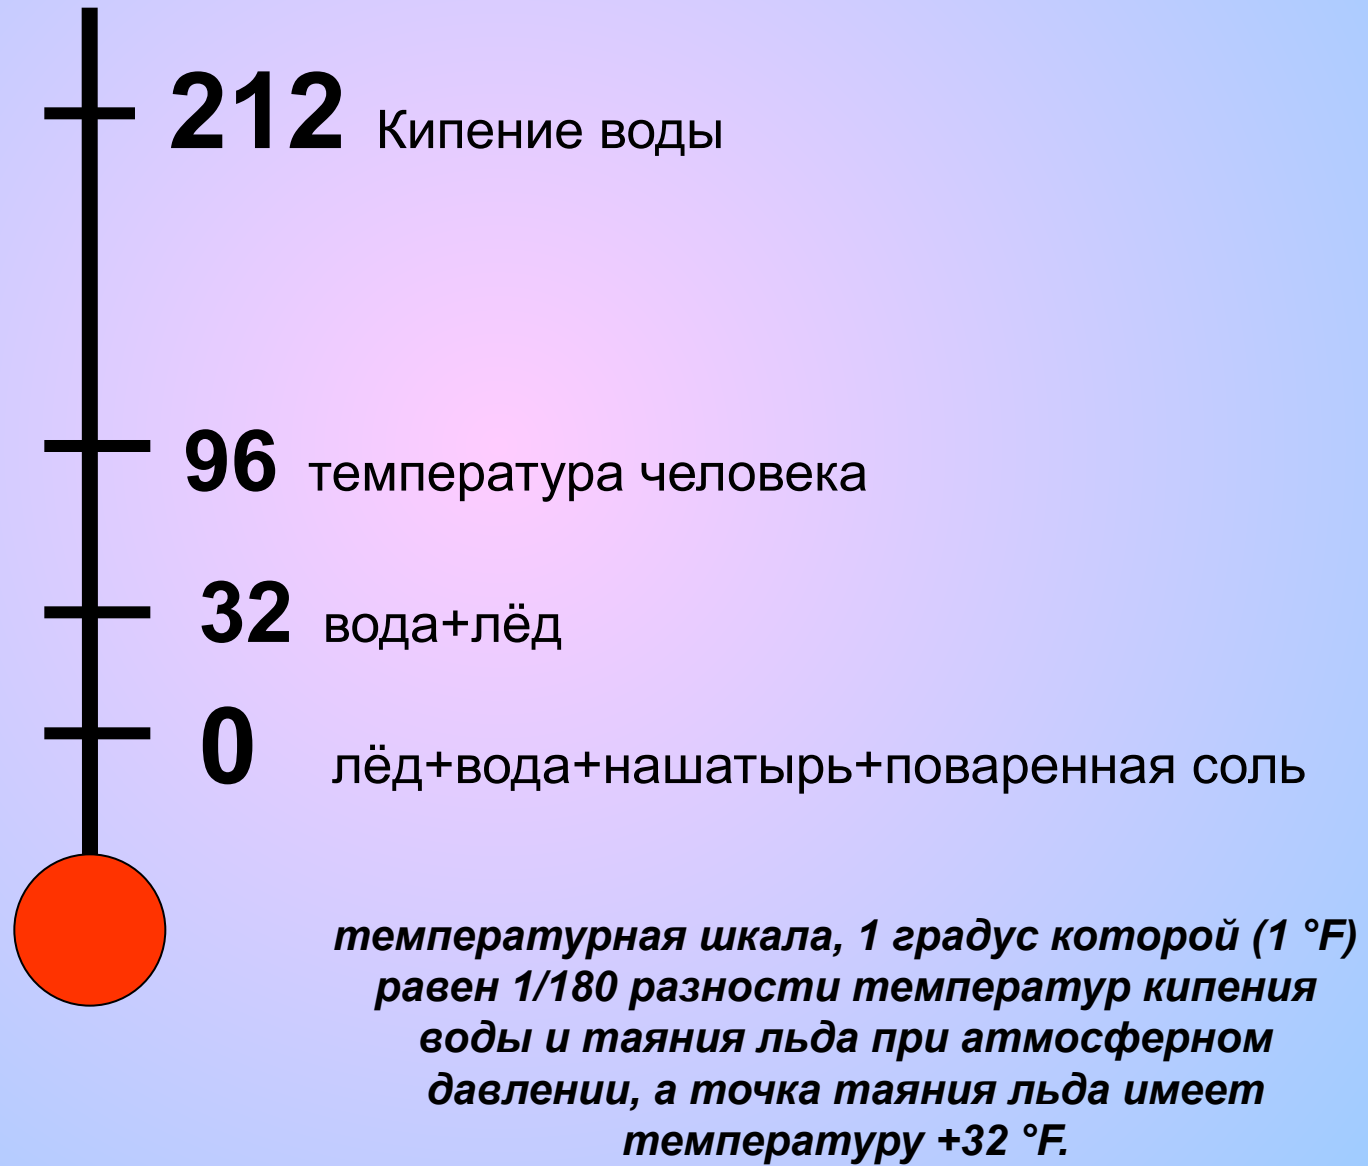 212 Кипение воды
96 температура человека
32 вода+лёд
0 лёд+вода+нашатырь+поваренная соль
температурная шкала, 1 градус которой (1 °F)
равен 1/180 разности температур кипения
воды и таяния льда при атмосферном
давлении, а точка таяния льда имеет
температуру +32 °F.